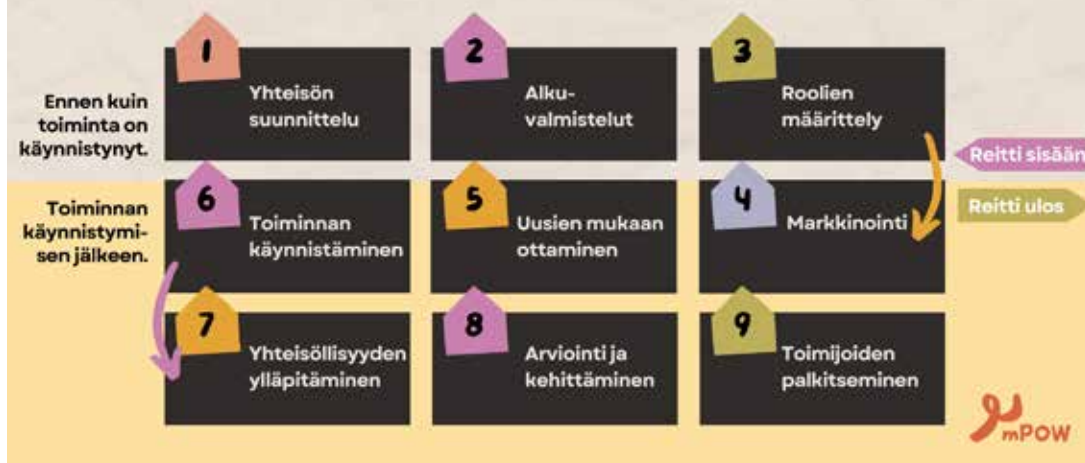 Ennen kuin
toiminta on
käynnistynyt.
1
Yhteisön
suunnittelu
2
Alku-
valmistelut
3
Roolien
määrittely
Reitti sisään
Reitti ulos
Toiminnan
käynnistymi-
sen jälkeen.
6
Toiminnan
käynnistäminen
5
Uusien mukaan
ottaminen
4
Markkinointi
7
Yhteisöllisyyden
ylläpitäminen
8
Arviointi ja
kehittäminen
9
Toimijoiden
palkitseminen
mPOW